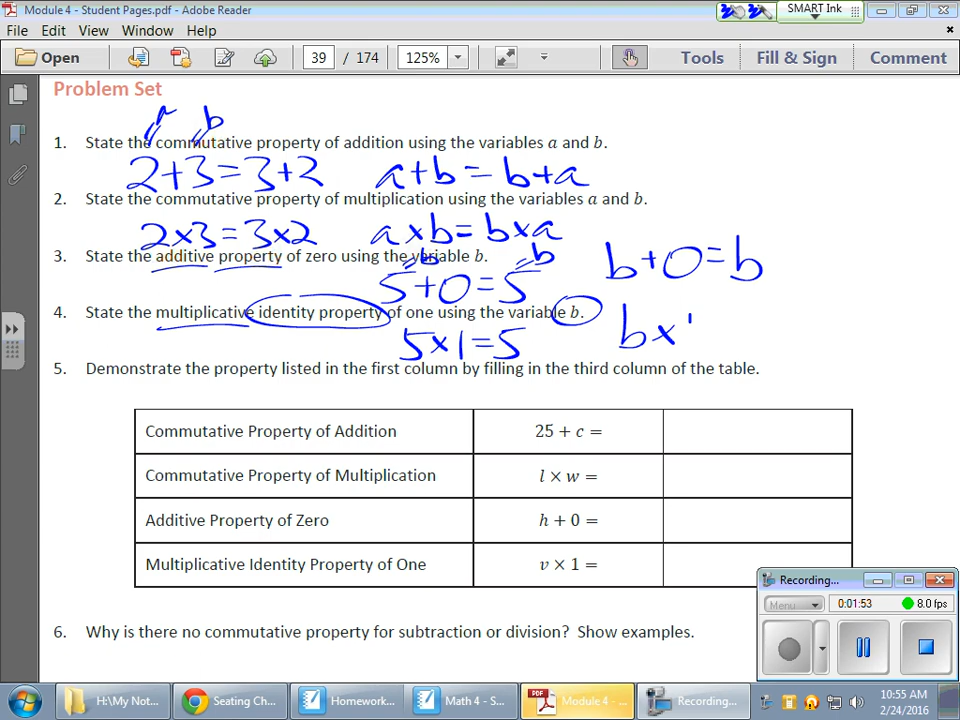 Module 4 - Student Pages.pdf - Adobe Reader
SMART Ink
File Edit View Window Help
Open 39 / 174 125% Tools Fill & Sign Comment
Problem Set
a b
1. State the commutative property of addition using the variables a and b.
2+3=3+2 a+b=b+a
2. State the commutative property of multiplication using the variables a and b.
2×3=3×2 a×b=b×a
3. State the additive property of zero using the variable b.
b b
5+0=5 b+0=b
4. State the multiplicative identity property of one using the variable b.
5×1=5 b×'
5. Demonstrate the property listed in the first column by filling in the third column of the table.
Commutative Property of Addition 25 + c =
Commutative Property of Multiplication l × w =
Additive Property of Zero h + 0 =
Multiplicative Identity Property of One v × 1 =
Recording...
Menu 0:01:53 8.0 fps
6. Why is there no commutative property for subtraction or division? Show examples.
H:\My Not... Seating Ch... Homework... Math 4 - S... Module 4 -... Recording... 10:55 AM
2/24/2016